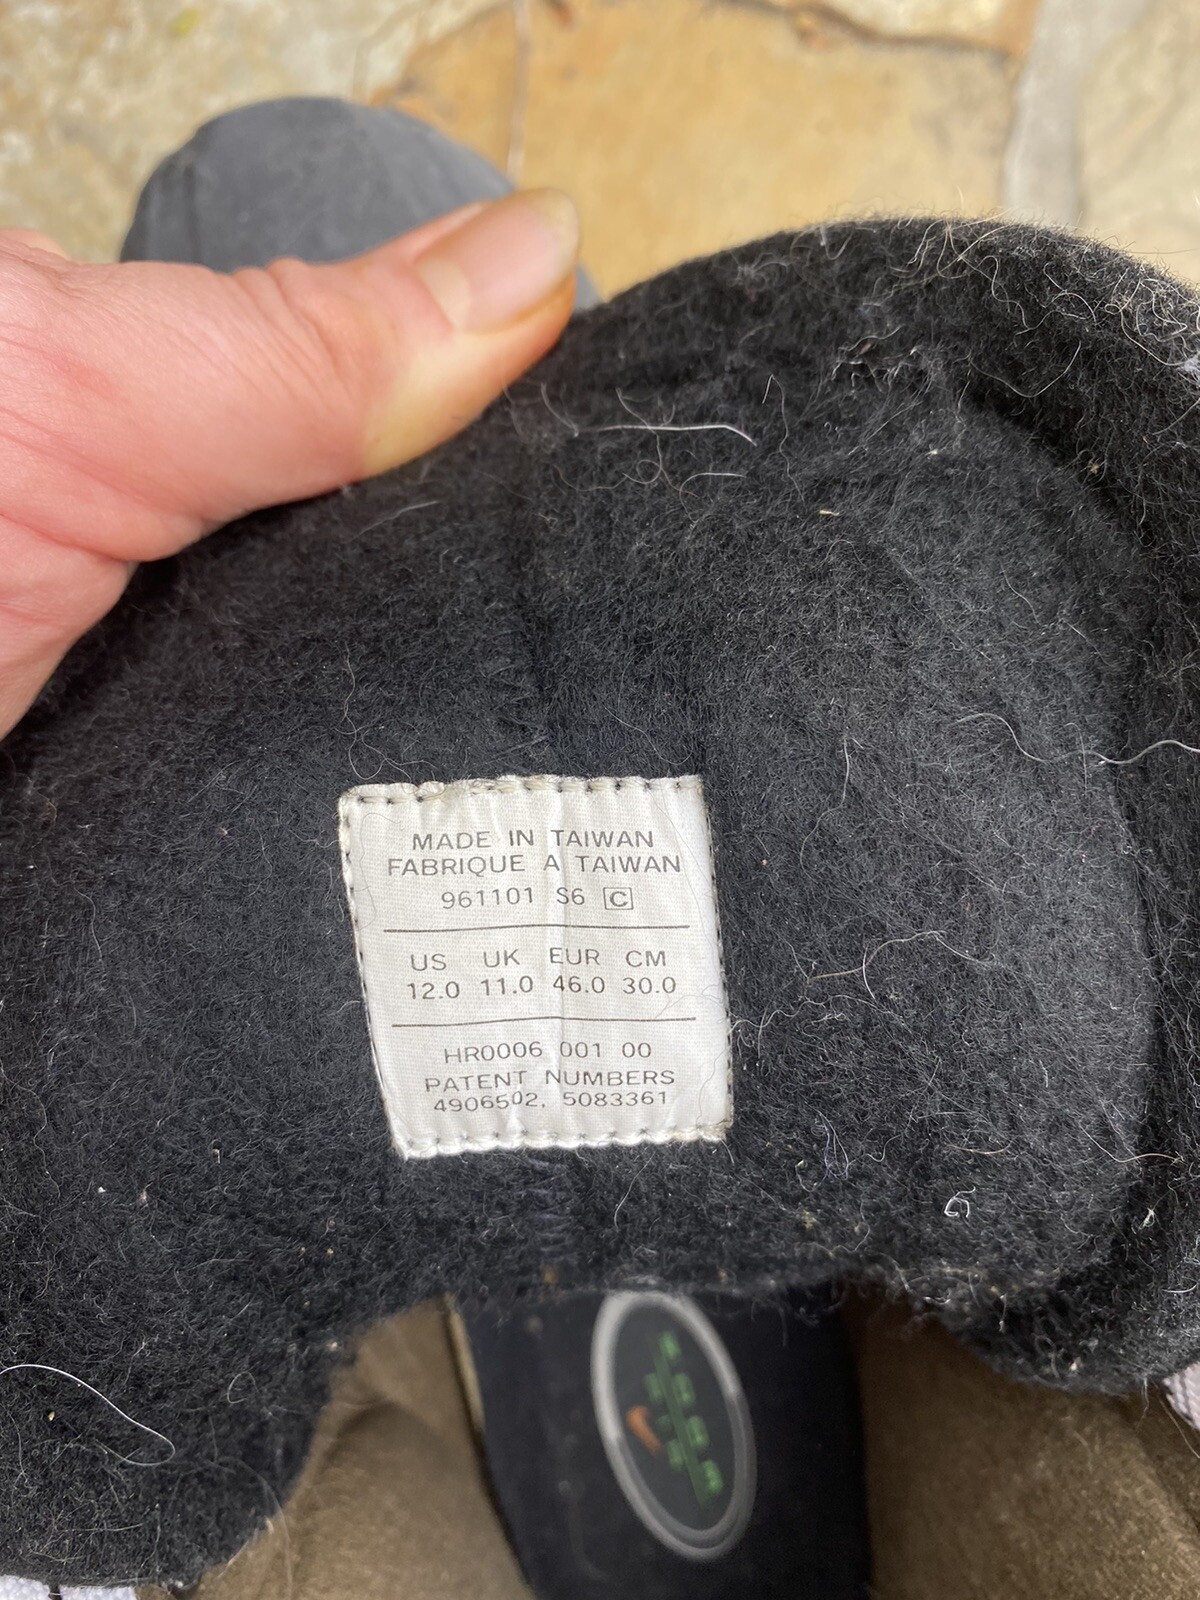 MADE IN TAIWAN
FABRIQUE A TAIWAN
961101 S6 C
US UK EUR CM
12.0 11.0 46.0 30.0
HR0006 001 00
PATENT NUMBERS
4906502, 5083361